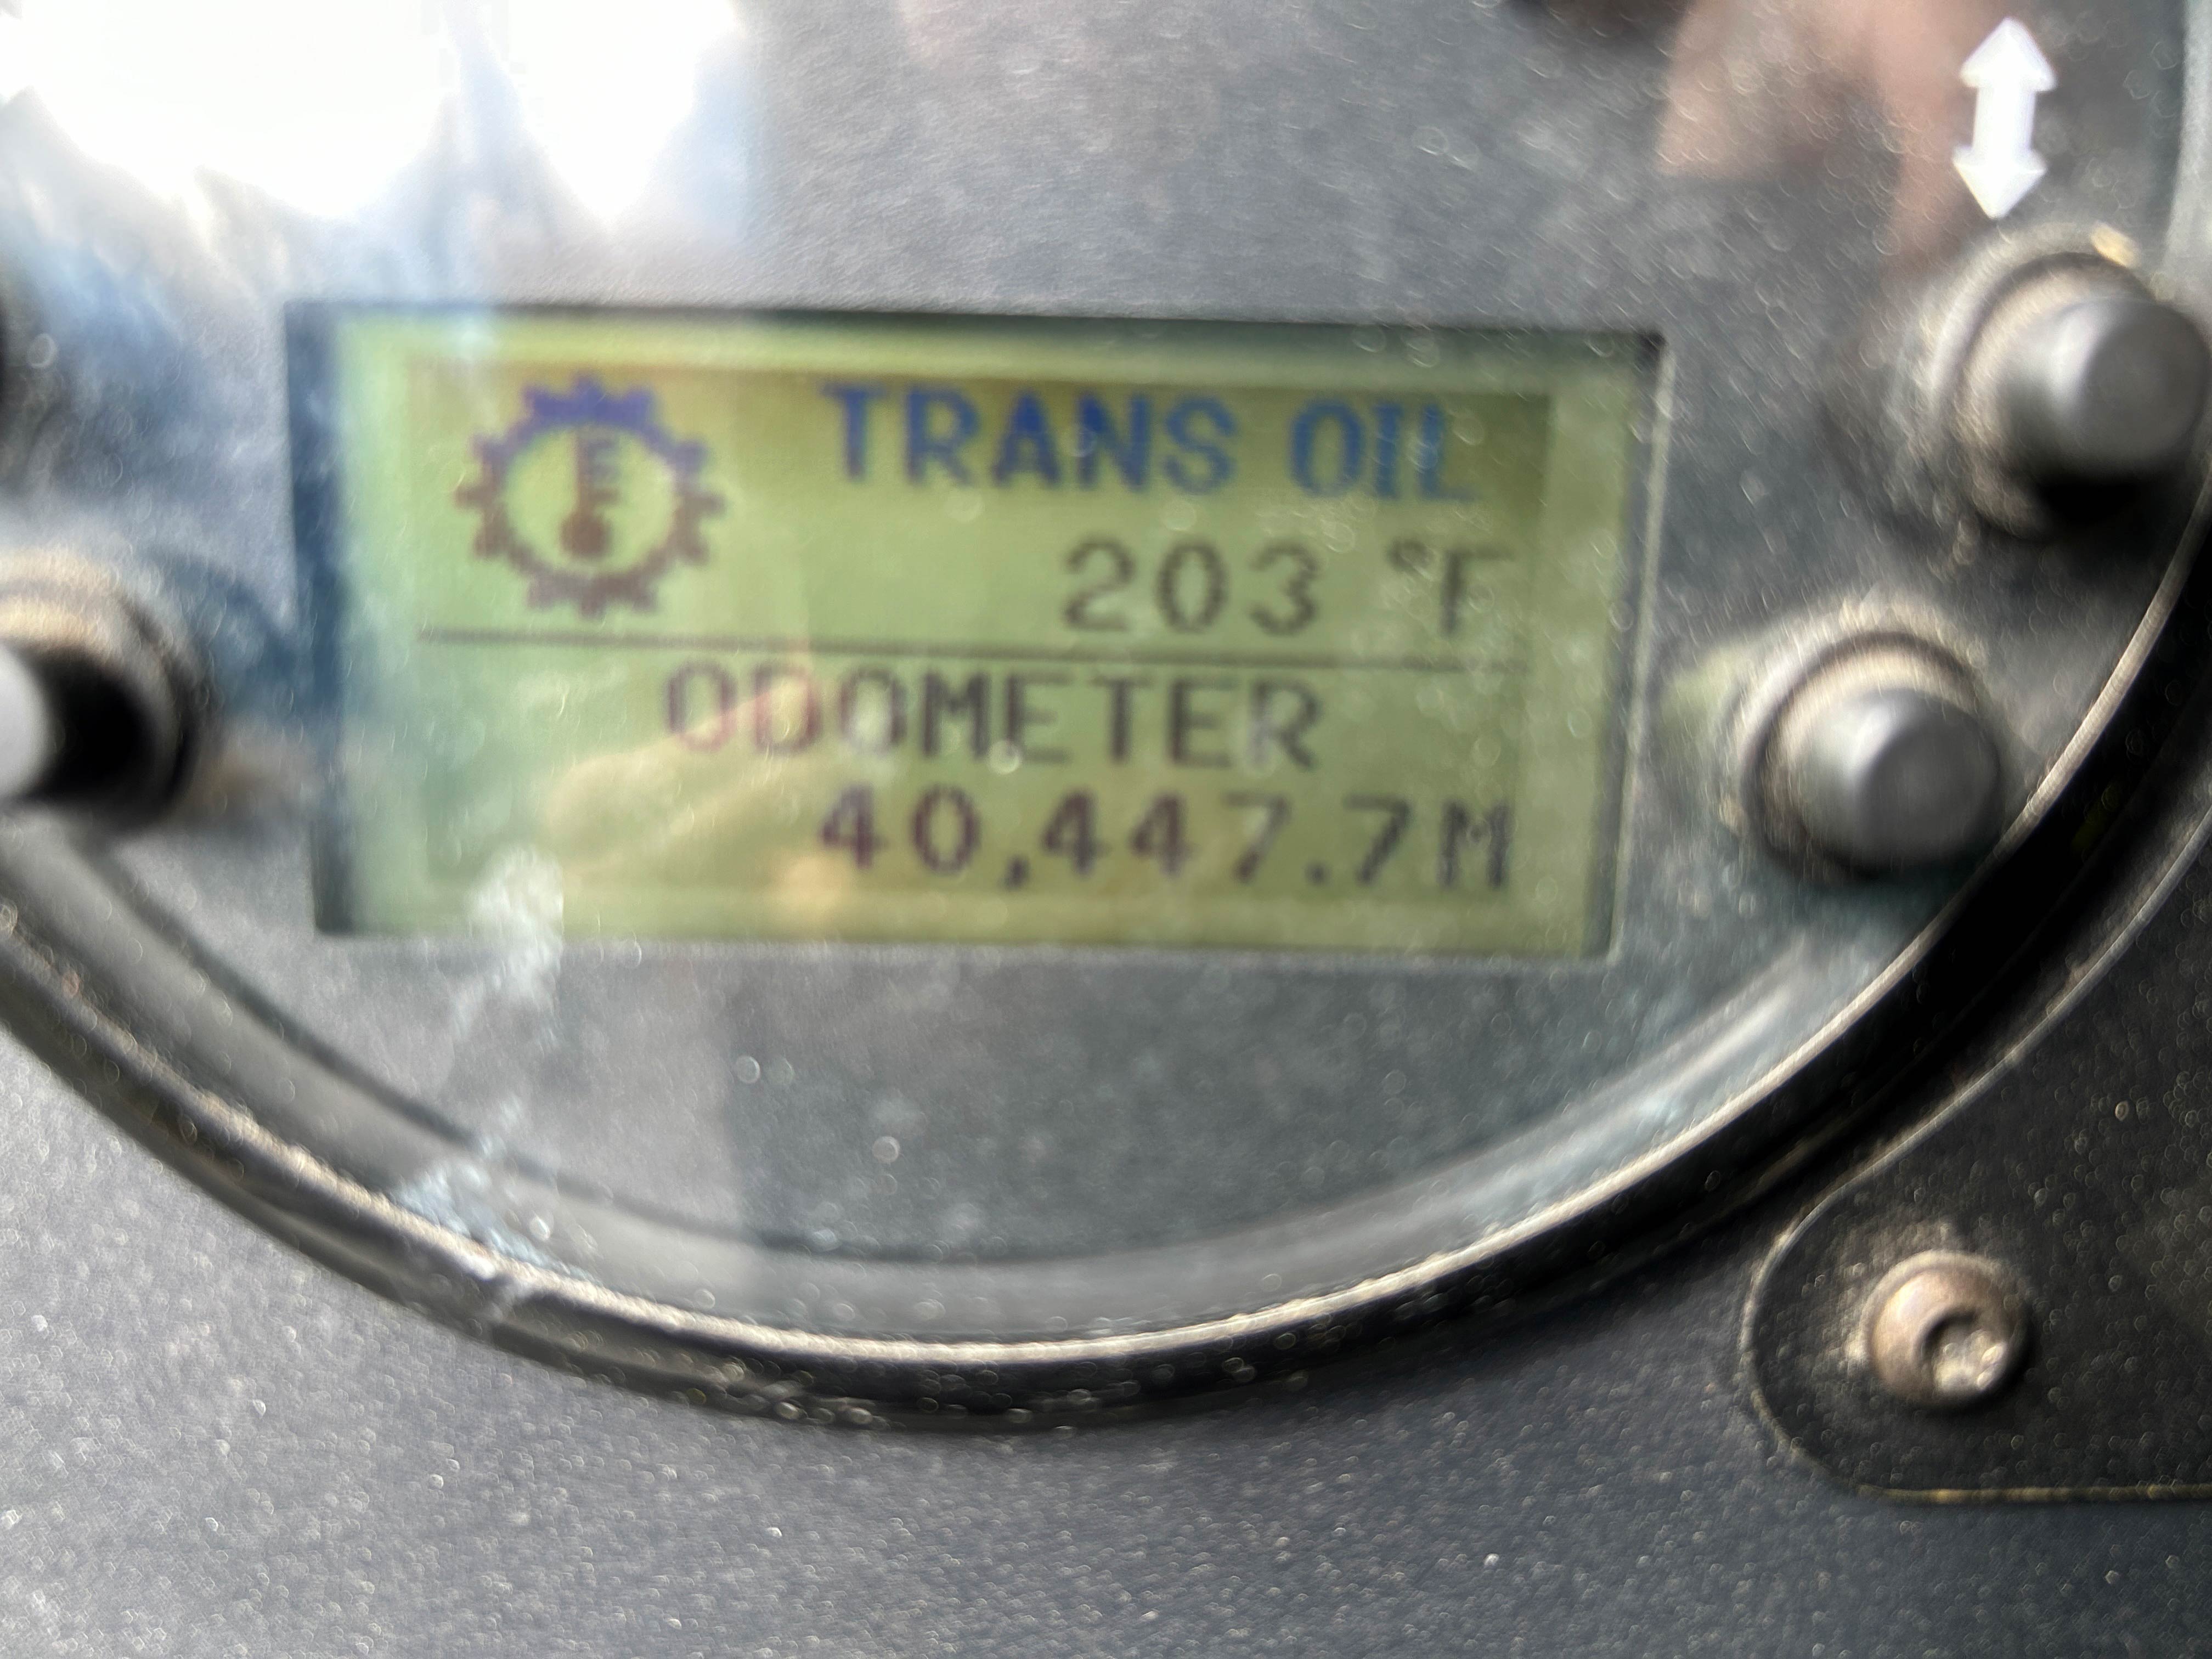 TRANS OIL
203 °F
ODOMETER
40,447.7M